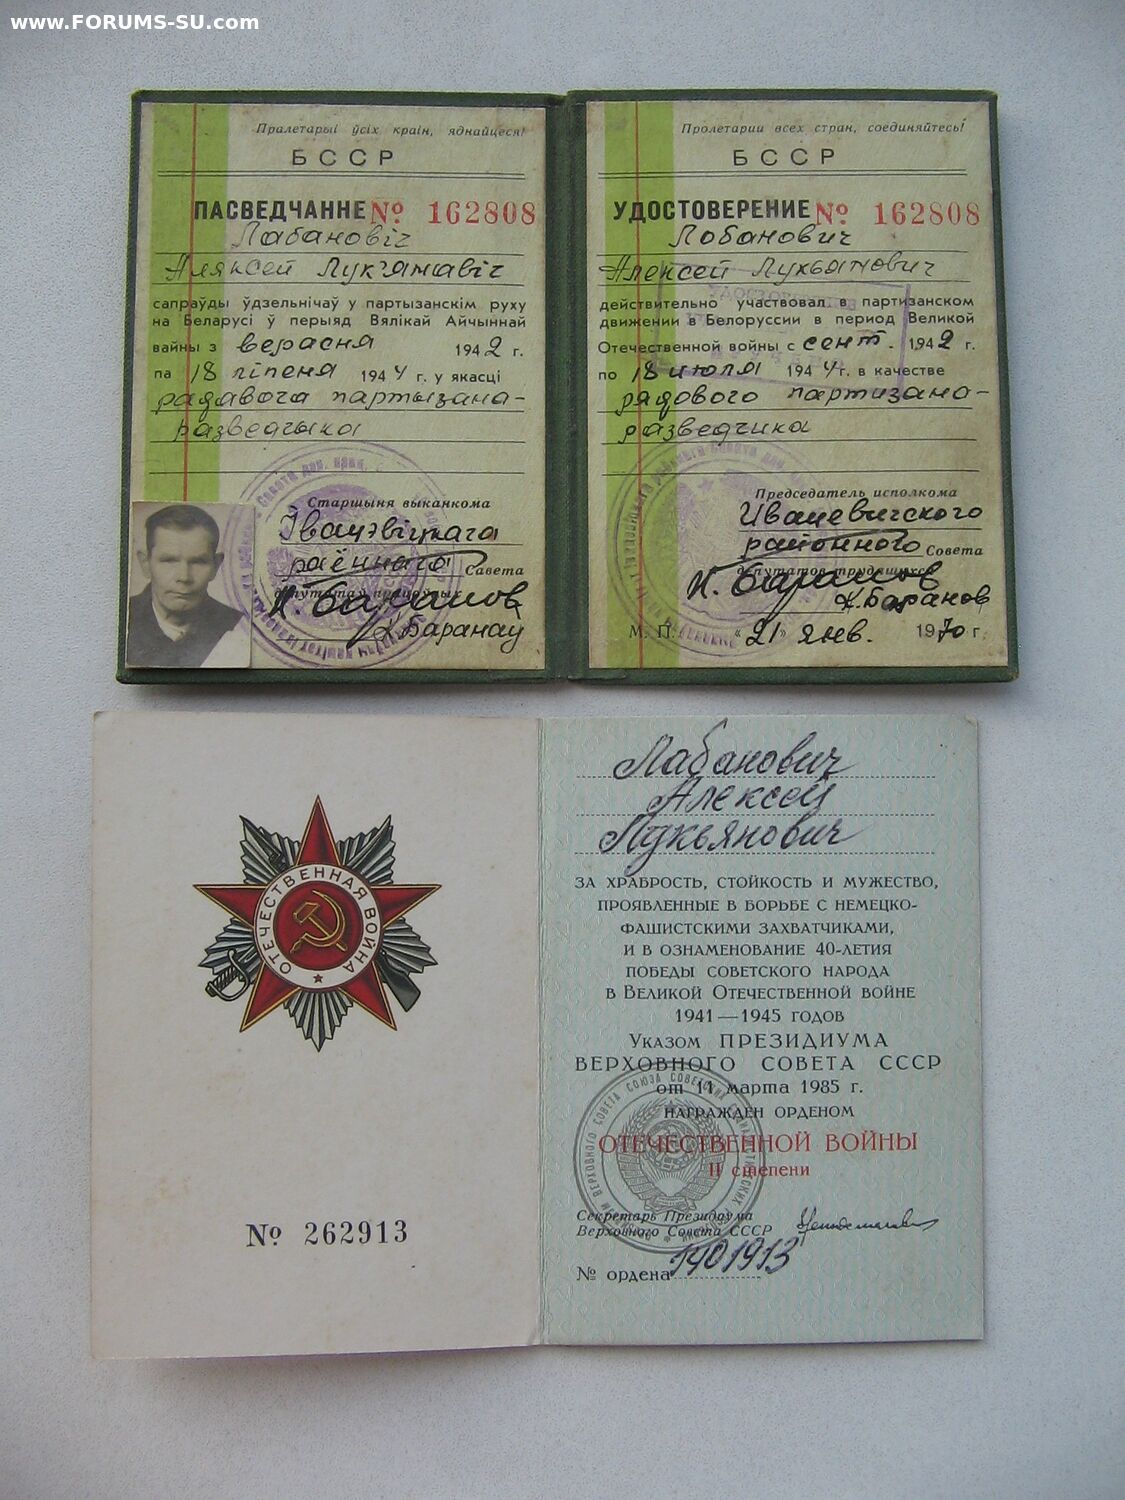 www.FORUMS-SU.com
Пралетарыі ўсіх краін, яднайцеся!
БССР
ПАСВЕДЧАННЕ № 162808
Лабановіч
Аляксей Лук'янавіч
сапраўды ўдзельнічаў у партызанскім руху
на Беларусі ў перыяд Вялікай Айчыннай
вайны з верасня 1942 г.
па 18 ліпеня 1944 г. у якасці
радавога партызана-
разведчыка
Старшыня выканкома
Івацэвіцкага
раённага Савета
дэпутатаў працоўных
К. Баранов
К. Баранаў
Пролетарии всех стран, соединяйтесь!
БССР
УДОСТОВЕРЕНИЕ № 162808
Лобанович
Алексей Лукьянович
действительно участвовал в партизанском
движении в Белоруссии в период Великой
Отечественной войны с сент. 1942 г.
по 18 июля 1944 г. в качестве
рядового партизана-
разведчика
Председатель исполкома
Ивацевичского
районного Совета
депутатов трудящихся
К. Баранов
К. Баранов
М. П. „21" янв. 1970 г.
ОТЕЧЕСТВЕННАЯ ВОЙНА
№ 262913
Лабанович
Алексей
Лукьянович
ЗА ХРАБРОСТЬ, СТОЙКОСТЬ И МУЖЕСТВО,
ПРОЯВЛЕННЫЕ В БОРЬБЕ С НЕМЕЦКО-
ФАШИСТСКИМИ ЗАХВАТЧИКАМИ,
И В ОЗНАМЕНОВАНИЕ 40-ЛЕТИЯ
ПОБЕДЫ СОВЕТСКОГО НАРОДА
В ВЕЛИКОЙ ОТЕЧЕСТВЕННОЙ ВОЙНЕ
1941—1945 ГОДОВ
УКАЗОМ ПРЕЗИДИУМА
ВЕРХОВНОГО СОВЕТА СССР
от 11 марта 1985 г.
НАГРАЖДЕН ОРДЕНОМ
ОТЕЧЕСТВЕННОЙ ВОЙНЫ
II степени
Секретарь Президиума
Верховного Совета СССР
№ ордена 1401913